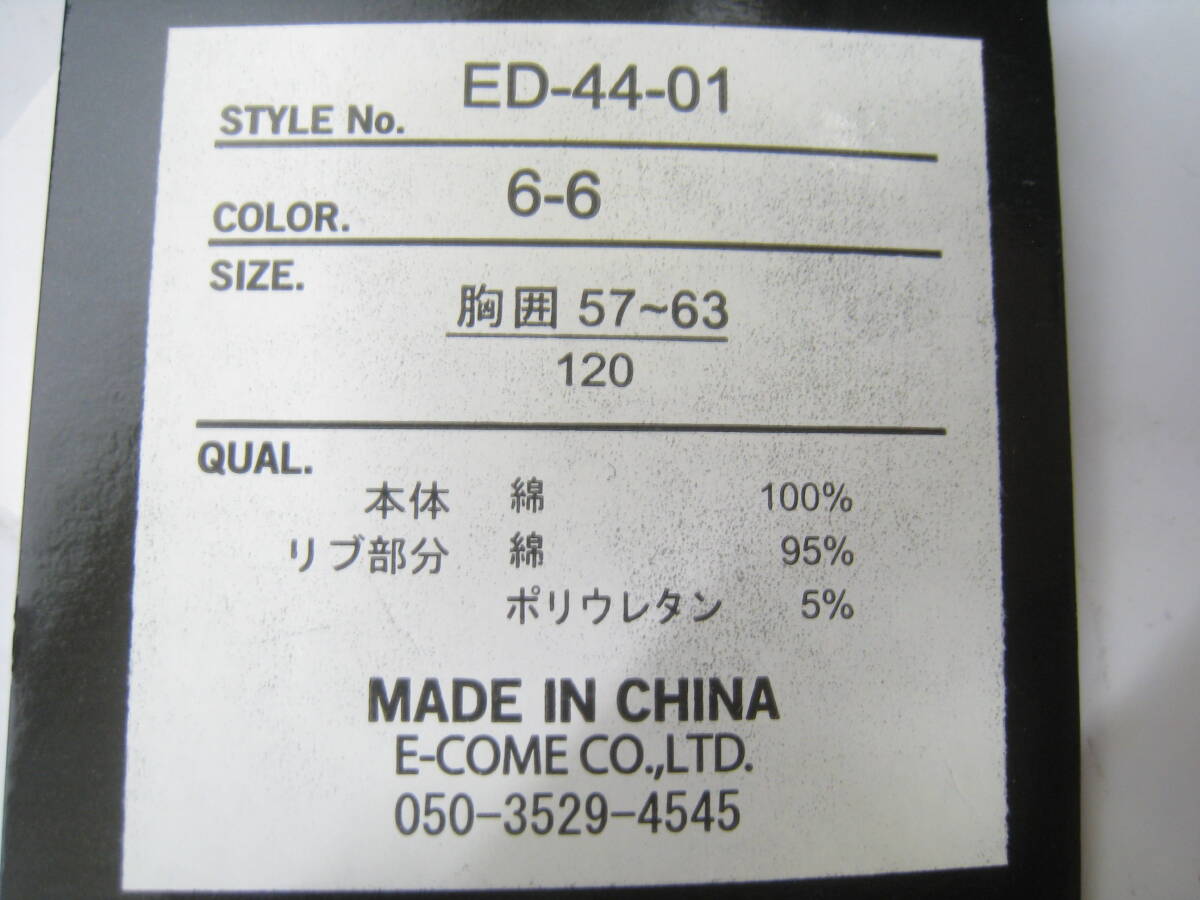 STYLE No. ED-44-01
COLOR. 6-6
SIZE.
胸囲 57~63
120
QUAL.
本体 綿 100%
リブ部分 綿 95%
ポリウレタン 5%
MADE IN CHINA
E-COME CO.,LTD.
050-3529-4545